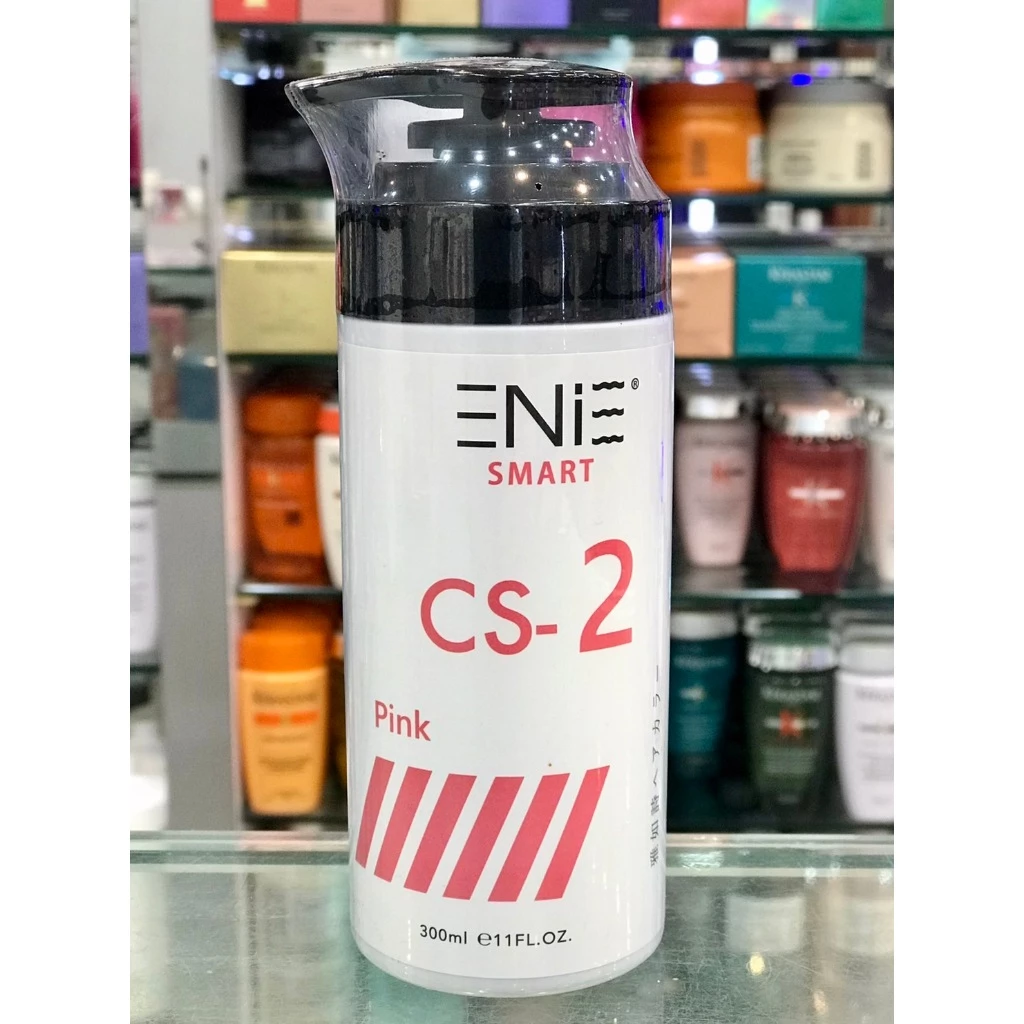 ENiE®
SMART
CS-2
Pink
300ml ℮11FL.OZ.